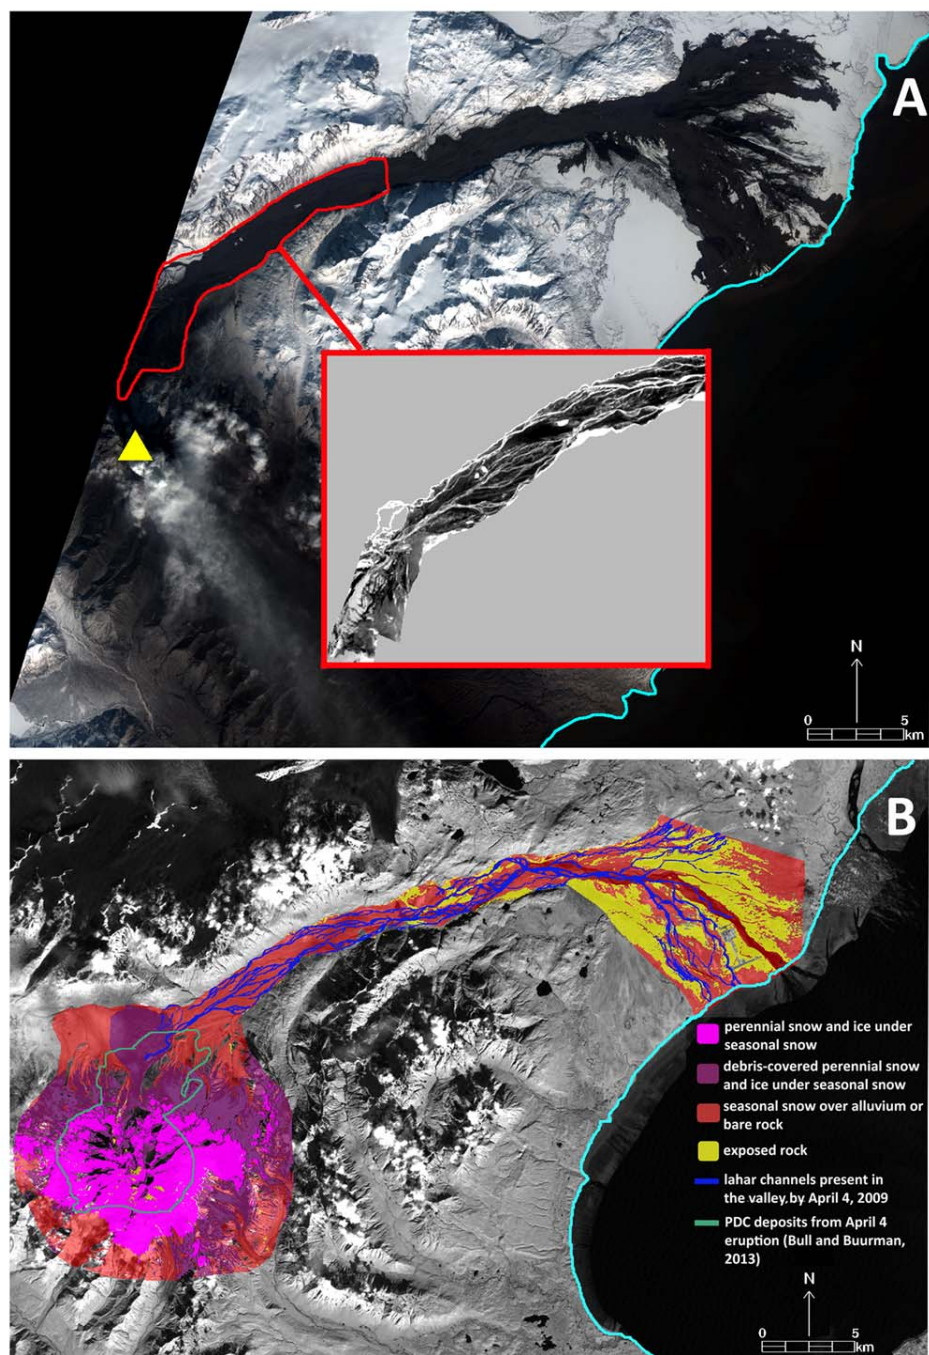 A
N
0 5
km
B
perennial snow and ice under
seasonal snow
debris-covered perennial snow
and ice under seasonal snow
seasonal snow over alluvium or
bare rock
exposed rock
lahar channels present in
the valley.by April 4, 2009
PDC deposits from April 4
eruption (Bull and Buurman,
2013)
N
0 5
km